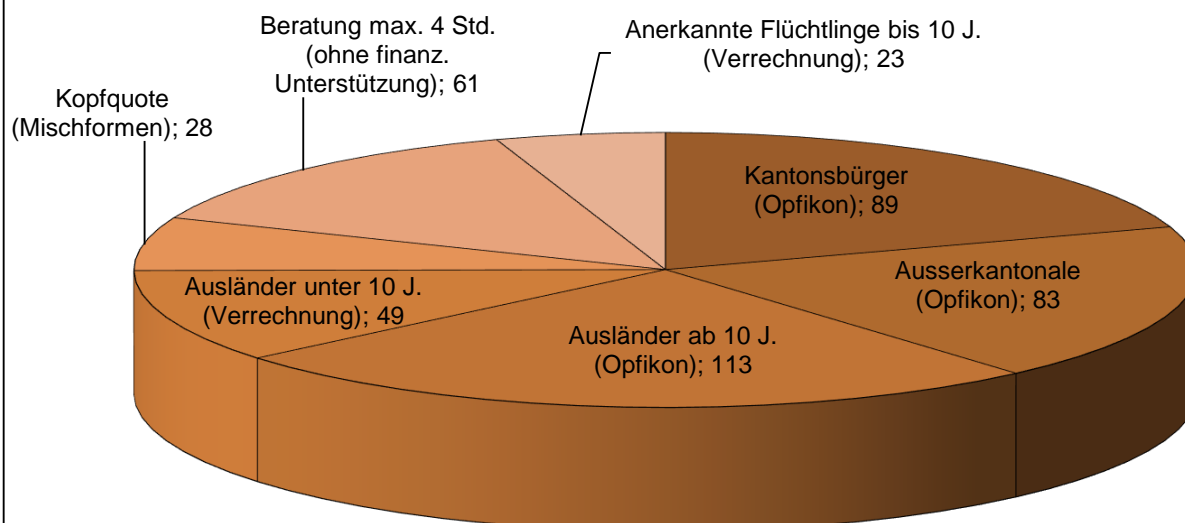 Beratung max. 4 Std.
(ohne finanz.
Unterstützung); 61
Anerkannte Flüchtlinge bis 10 J.
(Verrechnung); 23
Kopfquote
(Mischformen); 28
Kantonsbürger
(Opfikon); 89
Ausserkantonale
(Opfikon); 83
Ausländer unter 10 J.
(Verrechnung); 49
Ausländer ab 10 J.
(Opfikon); 113